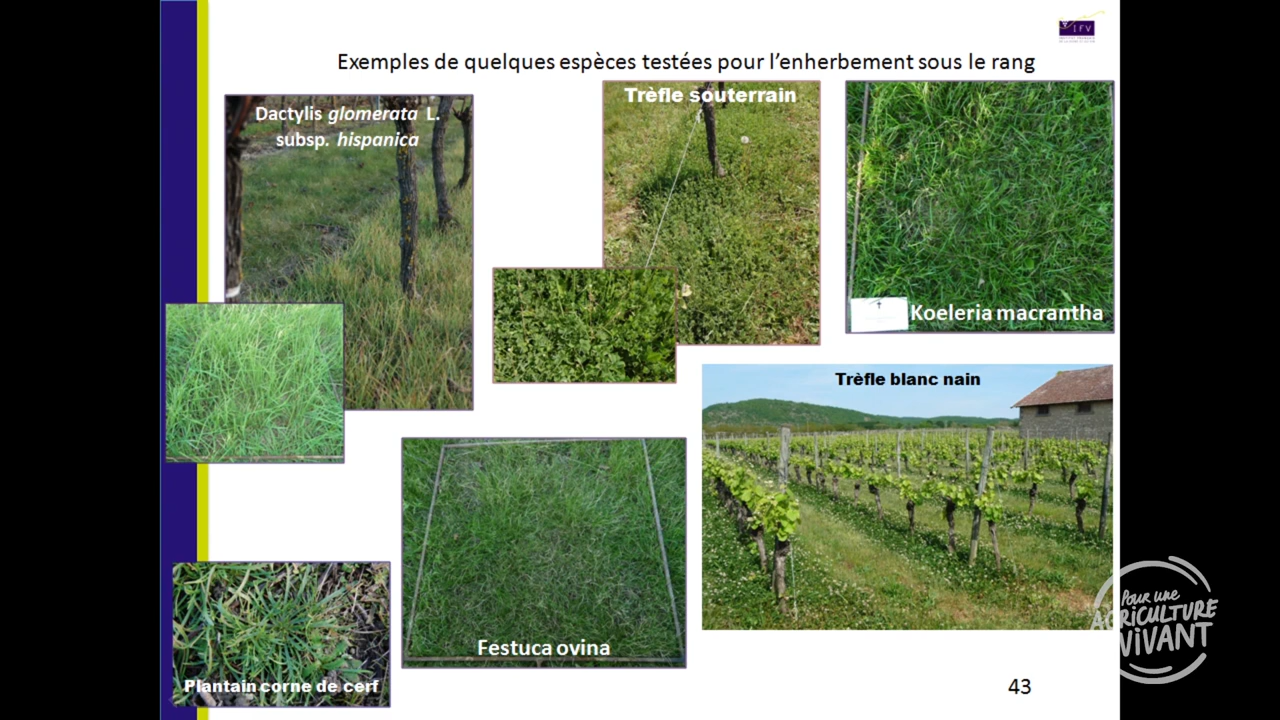 IFV
Exemples de quelques espèces testées pour l’enherbement sous le rang
Dactylis glomerata L.
subsp. hispanica
Trèfle souterrain
Koeleria macrantha
Trèfle blanc nain
Festuca ovina
Plantain corne de cerf
43
Pour une
AGRiCULTURE
ViVANT